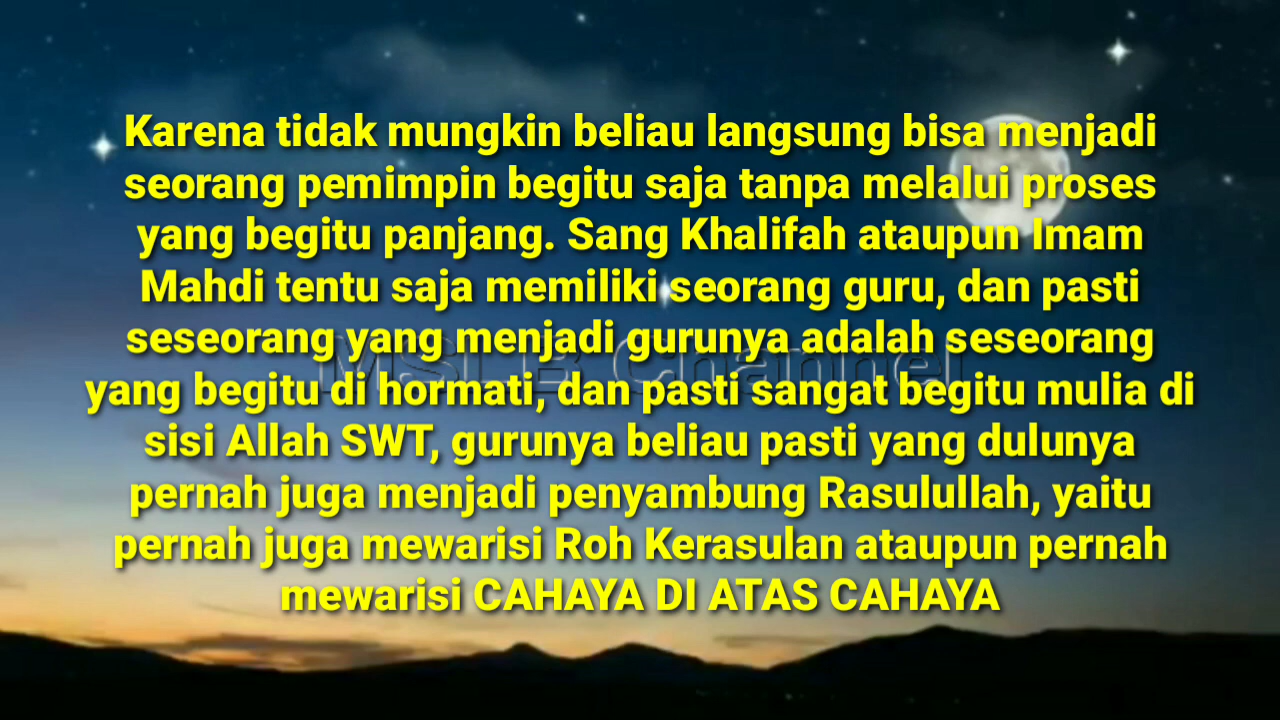 Karena tidak mungkin beliau langsung bisa menjadi
seorang pemimpin begitu saja tanpa melalui proses
yang begitu panjang. Sang Khalifah ataupun Imam
Mahdi tentu saja memiliki seorang guru, dan pasti
seseorang yang menjadi gurunya adalah seseorang
MSLB Channel
yang begitu di hormati, dan pasti sangat begitu mulia di
sisi Allah SWT, gurunya beliau pasti yang dulunya
pernah juga menjadi penyambung Rasulullah, yaitu
pernah juga mewarisi Roh Kerasulan ataupun pernah
mewarisi CAHAYA DI ATAS CAHAYA